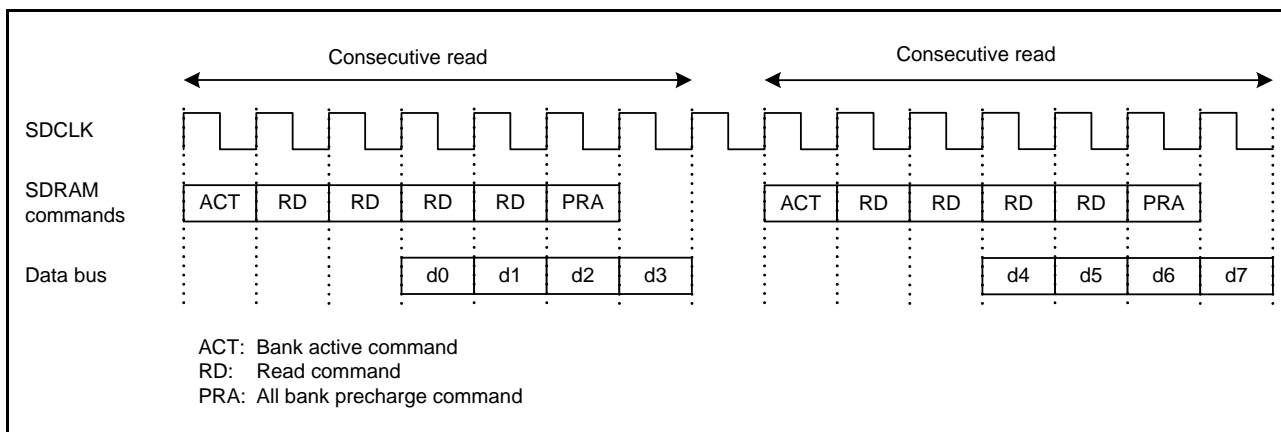 Consecutive read Consecutive read
SDCLK
SDRAM commands ACT RD RD RD RD PRA ACT RD RD RD RD PRA
Data bus d0 d1 d2 d3 d4 d5 d6 d7
ACT: Bank active command
RD: Read command
PRA: All bank precharge command